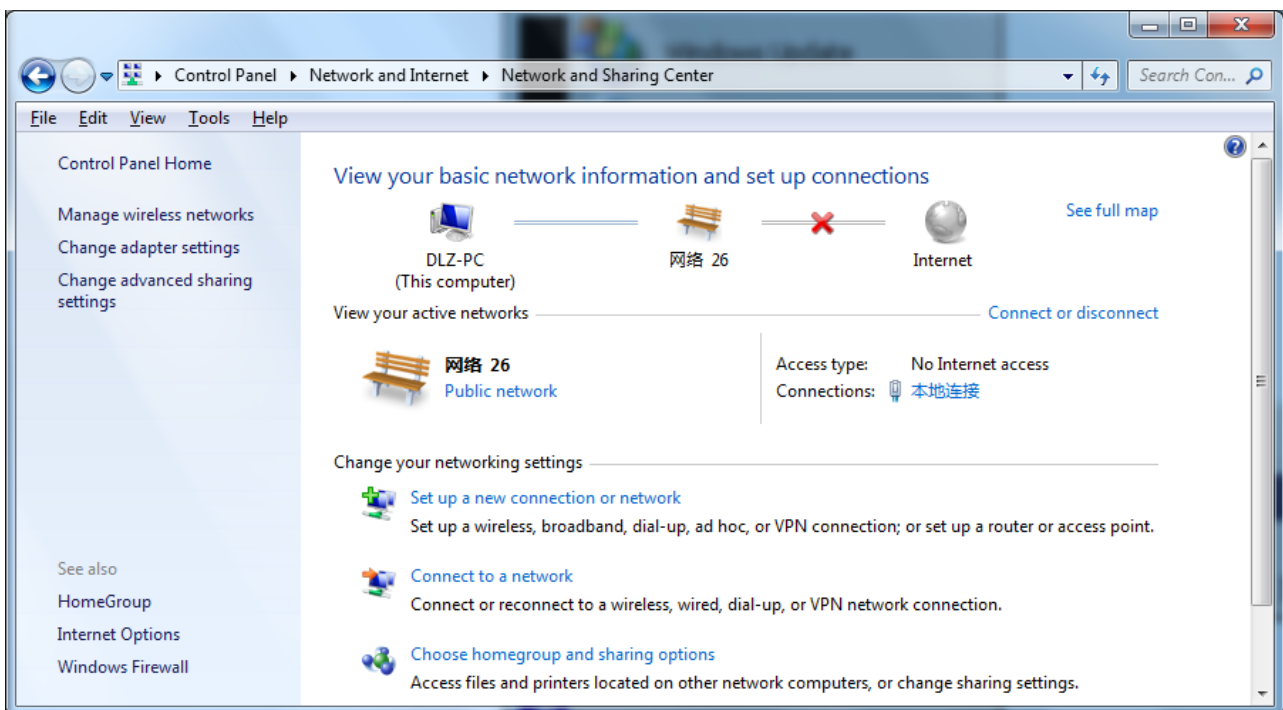 Windows Update
Control Panel Network and Internet Network and Sharing Center
Search Con...
File Edit View Tools Help
Control Panel Home
Manage wireless networks
Change adapter settings
Change advanced sharing
settings
See also
HomeGroup
Internet Options
Windows Firewall
View your basic network information and set up connections
See full map
DLZ-PC
(This computer)
网络 26
Internet
View your active networks
Connect or disconnect
网络 26
Public network
Access type: No Internet access
Connections: 本地连接
Change your networking settings
Set up a new connection or network
Set up a wireless, broadband, dial-up, ad hoc, or VPN connection; or set up a router or access point.
Connect to a network
Connect or reconnect to a wireless, wired, dial-up, or VPN network connection.
Choose homegroup and sharing options
Access files and printers located on other network computers, or change sharing settings.